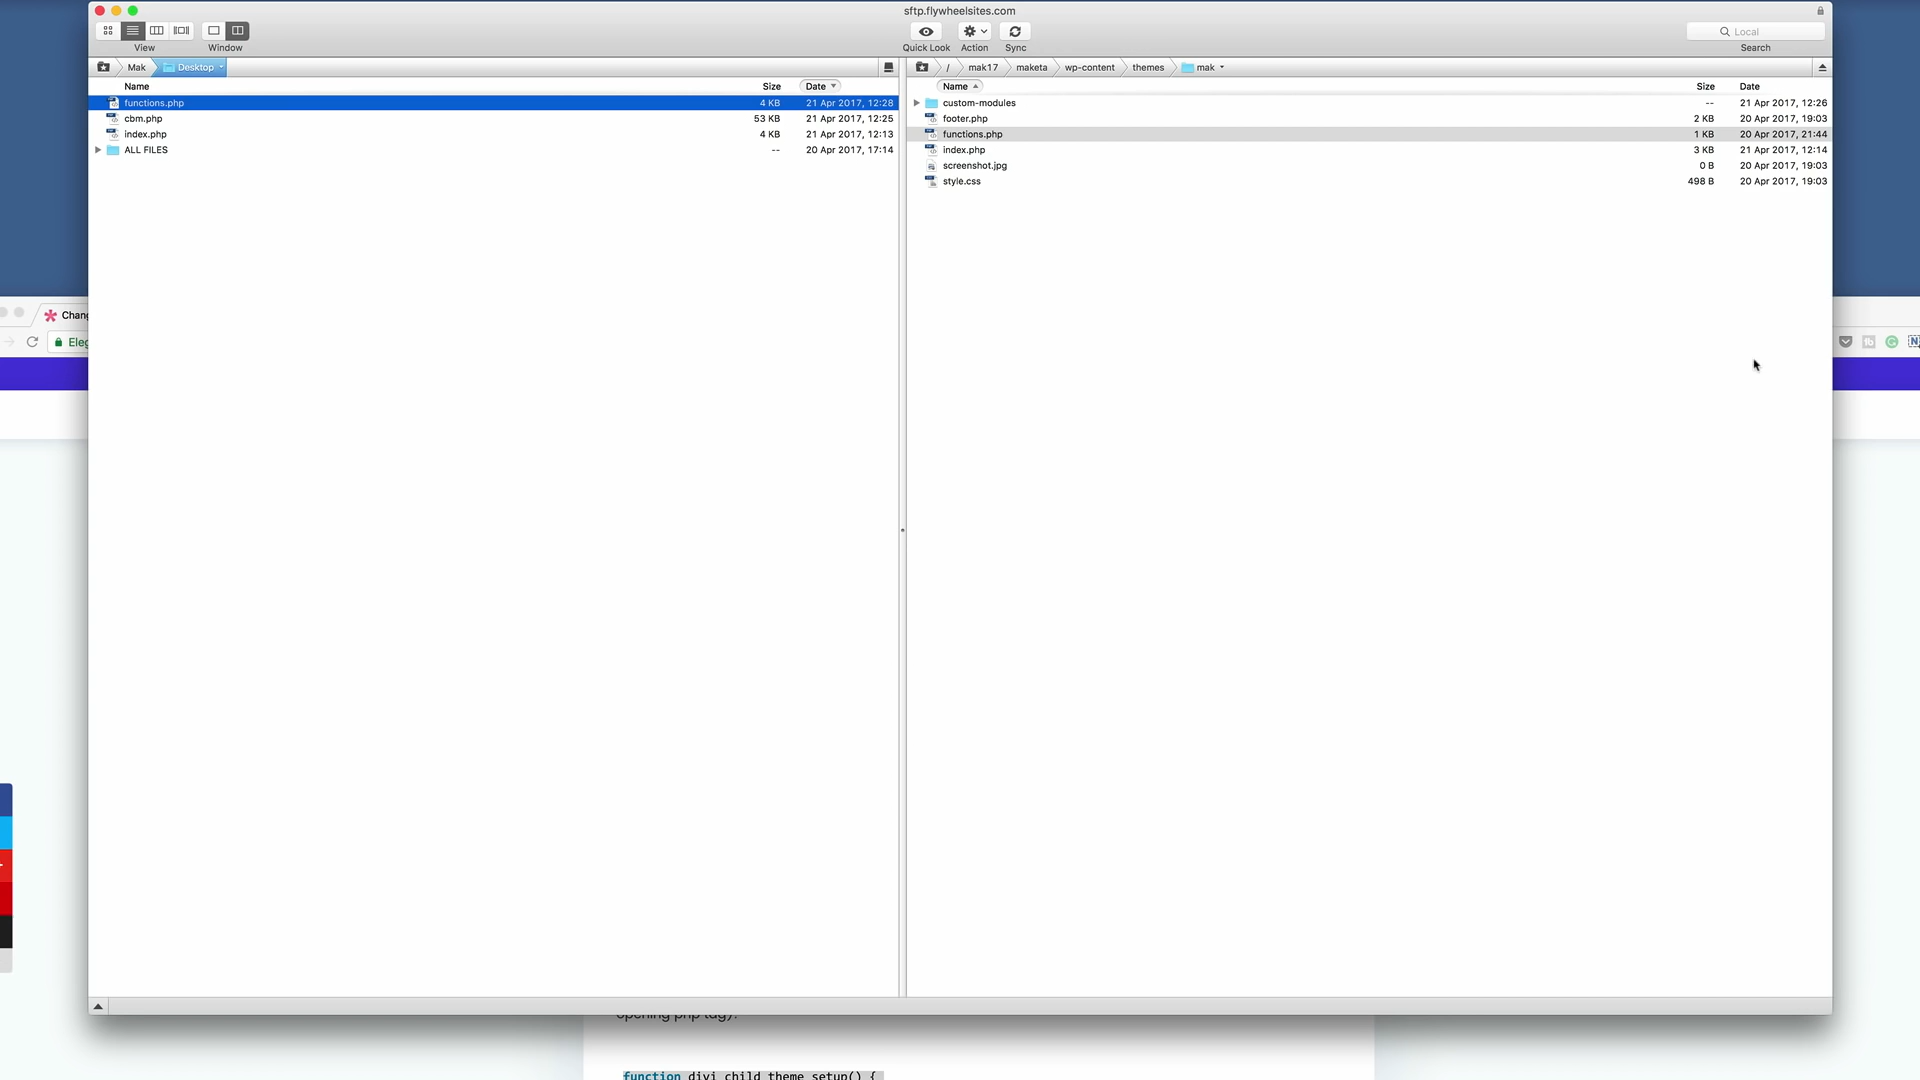 sftp.flywheelsites.com
View
Window
Quick Look
Action
Sync
Local
Search
Mak
Desktop
/
mak17
maketa
wp-content
themes
mak
Name
Size
Date
functions.php
4 KB
21 Apr 2017, 12:28
cbm.php
53 KB
21 Apr 2017, 12:25
index.php
4 KB
21 Apr 2017, 12:13
ALL FILES
--
20 Apr 2017, 17:14
Name
Size
Date
custom-modules
--
21 Apr 2017, 12:26
footer.php
2 KB
20 Apr 2017, 19:03
functions.php
1 KB
20 Apr 2017, 21:44
index.php
3 KB
21 Apr 2017, 12:14
screenshot.jpg
0 B
20 Apr 2017, 19:03
style.css
498 B
20 Apr 2017, 19:03
Chang
Eleg
opening php tag):
function divi_child_theme_setup() {